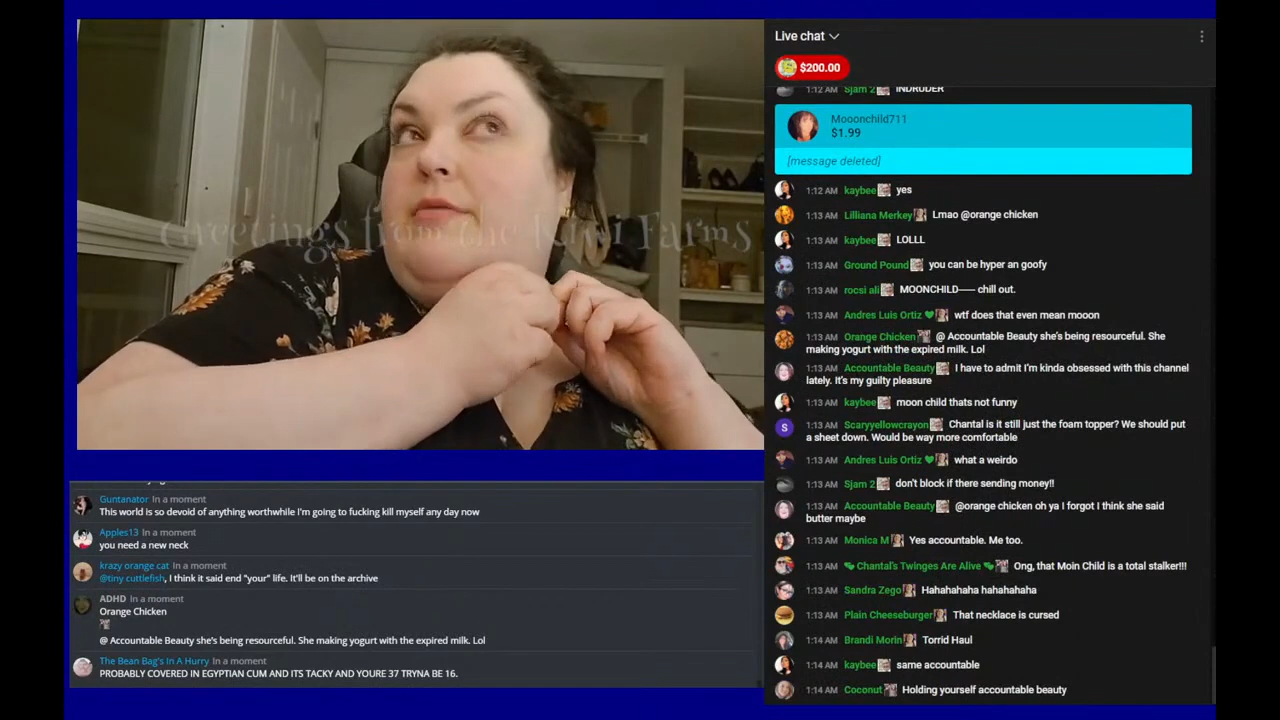 Greetings from the Kiwi Farms
Guntanator In a moment
This world is so devoid of anything worthwhile I'm going to fucking kill myself any day now
Apples13 In a moment
you need a new neck
krazy orange cat In a moment
@tiny cuttlefish, I think it said end "your" life. It'll be on the archive
ADHD In a moment
Orange Chicken
@ Accountable Beauty she's being resourceful. She making yogurt with the expired milk. Lol
The Bean Bag's In A Hurry In a moment
PROBABLY COVERED IN EGYPTIAN CUM AND ITS TACKY AND YOURE 37 TRYNA BE 16.
Live chat
$200.00
1:12 AM Sjam 2 INDRUDER
Mooonchild711
$1.99
[message deleted]
1:12 AM kaybee yes
1:13 AM Lilliana Merkey Lmao @orange chicken
1:13 AM kaybee LOLLL
1:13 AM Ground Pound you can be hyper an goofy
1:13 AM rocsi ali MOONCHILD—— chill out.
1:13 AM Andres Luis Ortiz 💚 wtf does that even mean mooon
1:13 AM Orange Chicken @ Accountable Beauty she's being resourceful. She
making yogurt with the expired milk. Lol
1:13 AM Accountable Beauty I have to admit I'm kinda obsessed with this channel
lately. It's my guilty pleasure
1:13 AM kaybee moon child thats not funny
S
1:13 AM Scaryyellowcrayon Chantal is it still just the foam topper? We should put
a sheet down. Would be way more comfortable
1:13 AM Andres Luis Ortiz 💚 what a weirdo
1:13 AM Sjam 2 don't block if there sending money!!
1:13 AM Accountable Beauty @orange chicken oh ya I forgot I think she said
butter maybe
1:13 AM Monica M Yes accountable. Me too.
1:13 AM Chantal's Twinges Are Alive Ong, that Moin Child is a total stalker!!!
1:13 AM Sandra Zego Hahahahaha hahahahaha
1:13 AM Plain Cheeseburger That necklace is cursed
1:14 AM Brandi Morin Torrid Haul
1:14 AM kaybee same accountable
1:14 AM Coconut Holding yourself accountable beauty